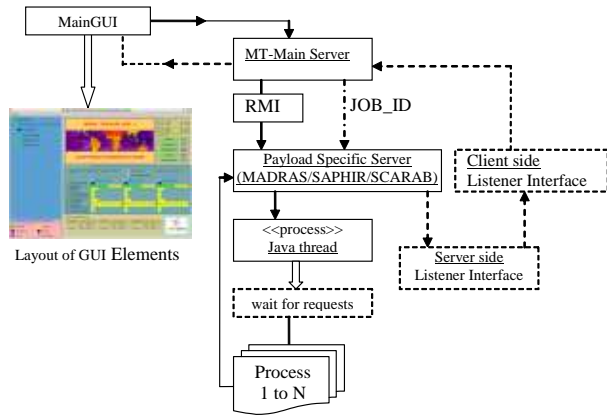 MainGUI
MT-Main Server
RMI
JOB_ID
Payload Specific Server
(MADRAS/SAPHIR/SCARAB)
Client side
Listener Interface
Layout of GUI Elements
<<process>>
Java thread
Server side
Listener Interface
wait for requests
Process
1 to N